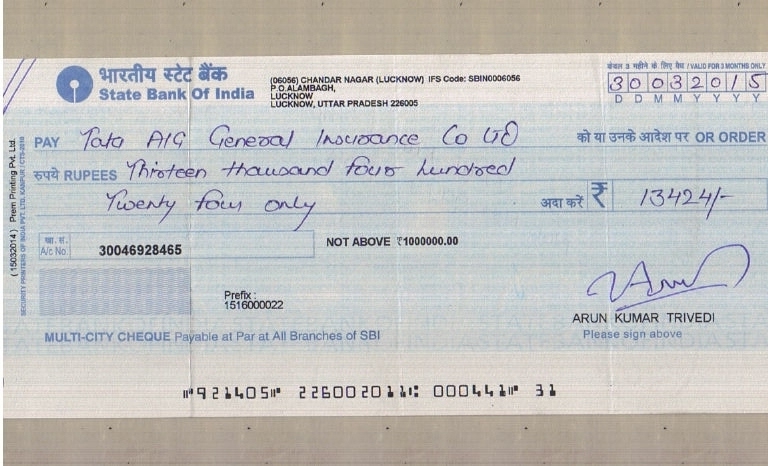 भारतीय स्टेट बैंक
State Bank Of India
(06056) CHANDAR NAGAR (LUCKNOW) IFS Code: SBIN0006056
P.O.ALAMBAGH,
LUCKNOW
LUCKNOW, UTTAR PRADESH 226005
केवल 3 महीने के लिए वैध / VALID FOR 3 MONTHS ONLY
3 0 0 3 2 0 1 5
D D M M Y Y Y Y
PAY Tata AIG General Insurance Co Ltd को या उनके आदेश पर OR ORDER
रुपये RUPEES Thirteen thousand four hundred
Twenty four only अदा करें ₹ 13424/-
खा. सं.
A/c No. 30046928465
NOT ABOVE ₹1000000.00
Prefix :
1516000022
ARUN KUMAR TRIVEDI
Please sign above
MULTI-CITY CHEQUE Payable at Par at All Branches of SBI
⑈921405⑈ 226002011⑆ 000441⑈ 31
(15032014) Prem Printing Pvt. Ltd.
SECURITY PRINTERS OF INDIA PVT. LTD. KANPUR / CTS-2010